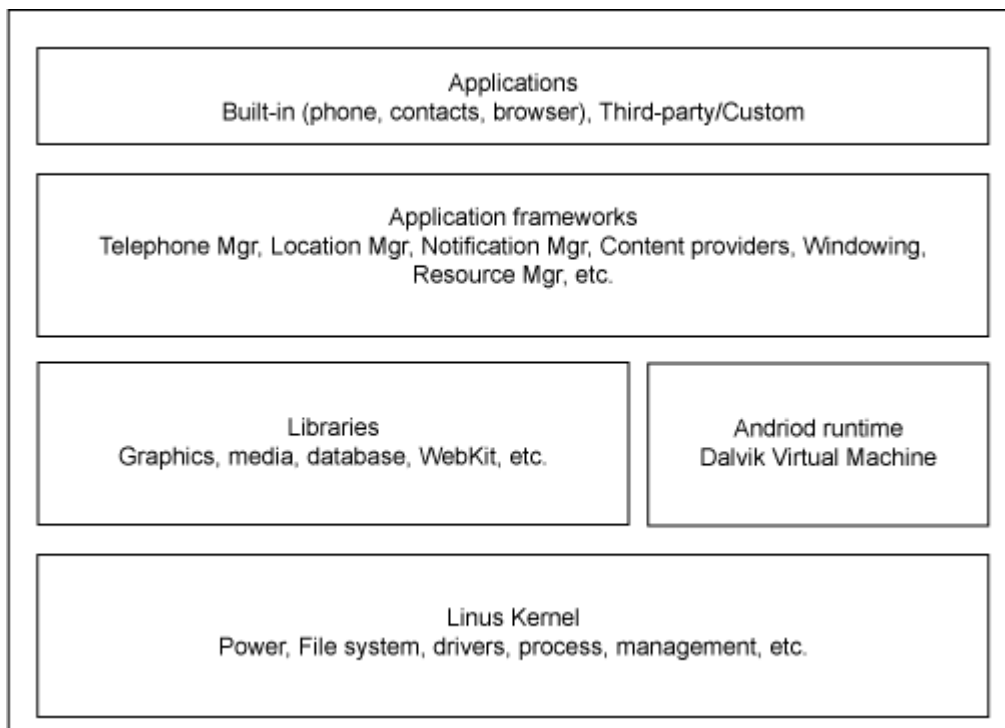 Applications
Built-in (phone, contacts, browser), Third-party/Custom
Application frameworks
Telephone Mgr, Location Mgr, Notification Mgr, Content providers, Windowing,
Resource Mgr, etc.
Libraries
Graphics, media, database, WebKit, etc.
Andriod runtime
Dalvik Virtual Machine
Linus Kernel
Power, File system, drivers, process, management, etc.